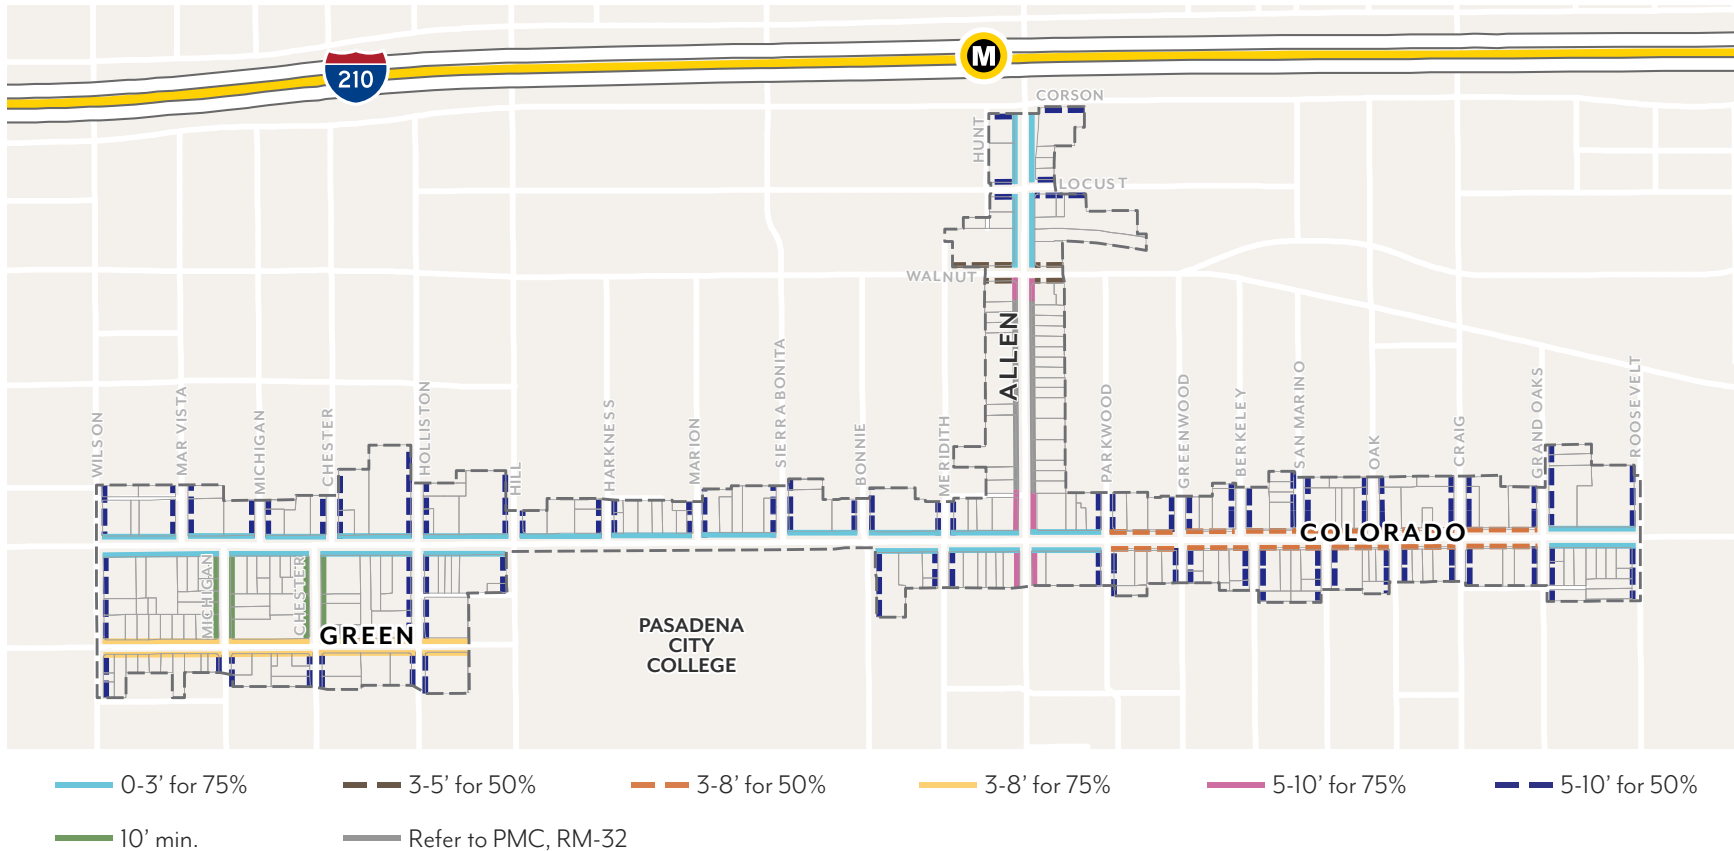 M
210
CORSON
HUNT
LOCUST
WALNUT
ALLEN
WILSON
MAR VISTA
MICHIGAN
CHESTER
HOLLISTON
HILL
HARKNESS
MARION
SIERRA BONITA
BONNIE
MERIDITH
PARKWOOD
GREENWOOD
BERKELEY
SAN MARINO
OAK
CRAIG
GRAND OAKS
ROOSEVELT
COLORADO
MICHIGAN
CHESTER
GREEN
PASADENA
CITY
COLLEGE
0-3’ for 75%
3-5’ for 50%
3-8’ for 50%
3-8’ for 75%
5-10’ for 75%
5-10’ for 50%
10’ min.
Refer to PMC, RM-32